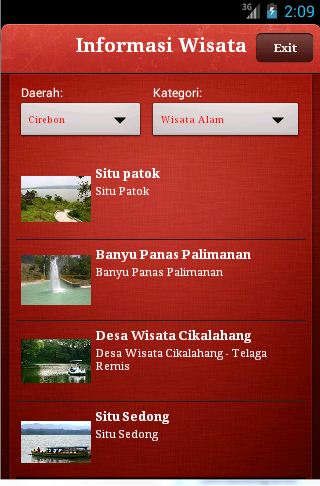 3G 2:09
Informasi Wisata Exit
Daerah: Kategori:
Cirebon Wisata Alam
Situ patok
Situ Patok
Banyu Panas Palimanan
Banyu Panas Palimanan
Desa Wisata Cikalahang
Desa Wisata Cikalahang - Telaga
Remis
Situ Sedong
Situ Sedong